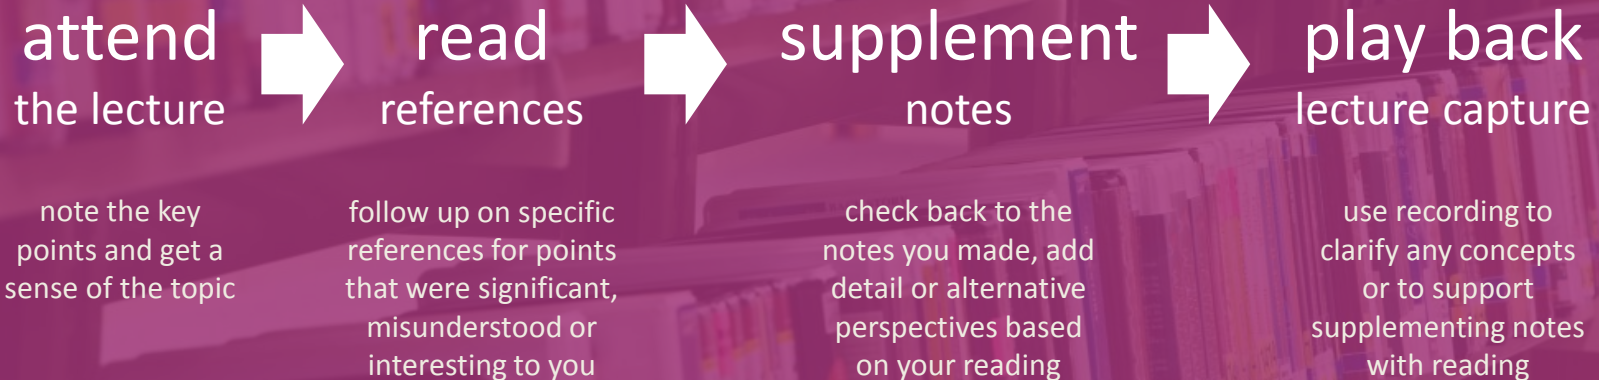 attend
the lecture
note the key
points and get a
sense of the topic
read
references
follow up on specific
references for points
that were significant,
misunderstood or
interesting to you
supplement
notes
check back to the
notes you made, add
detail or alternative
perspectives based
on your reading
play back
lecture capture
use recording to
clarify any concepts
or to support
supplementing notes
with reading